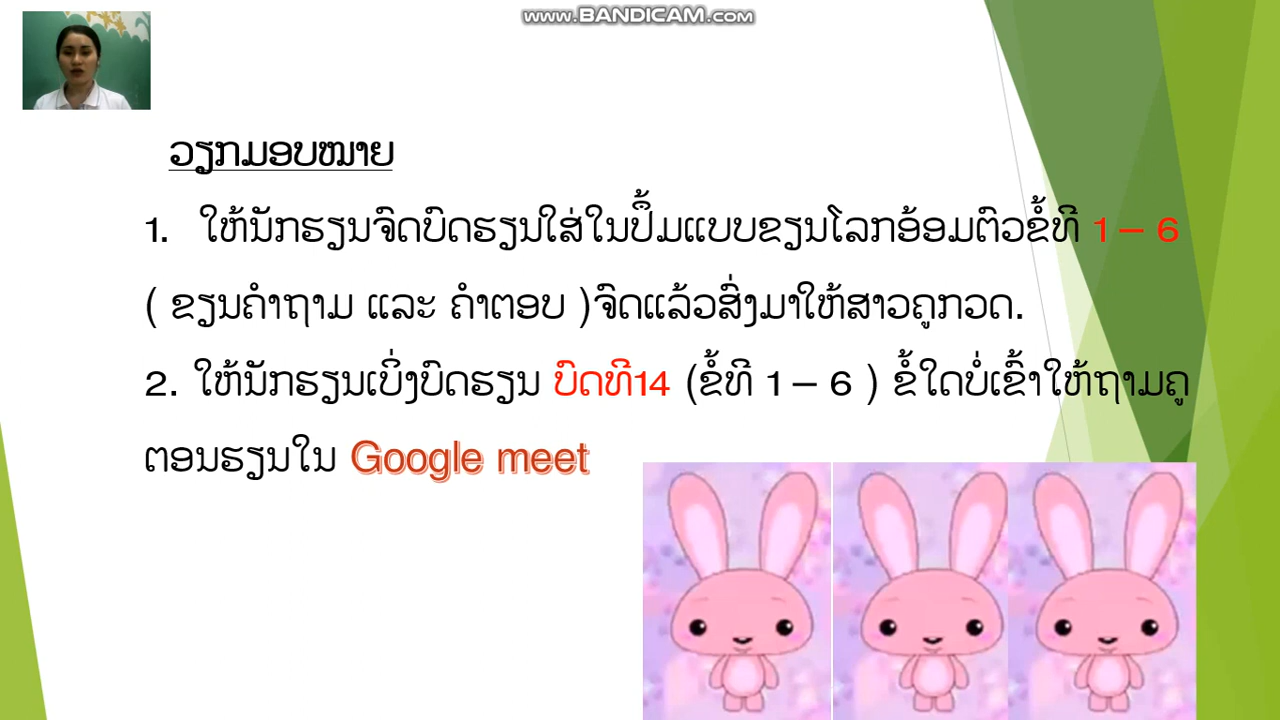 www.BANDICAM.com
ວຽກມອບໝາຍ
1. ໃຫ້ນັກຮຽນຈົດບົດຮຽນໃສ່ໃນປຶ້ມແບບຂຽນໂລກອ້ອມຕົວຂໍ້ທີ 1 – 6
( ຂຽນຄຳຖາມ ແລະ ຄຳຕອບ )ຈົດແລ້ວສົ່ງມາໃຫ້ສາວຄູກວດ.
2. ໃຫ້ນັກຮຽນເບິ່ງບົດຮຽນ ບົດທີ14 (ຂໍ້ທີ 1 – 6 ) ຂໍ້ໃດບໍ່ເຂົ້າໃຫ້ຖາມຄູ
ຕອນຮຽນໃນ Google meet